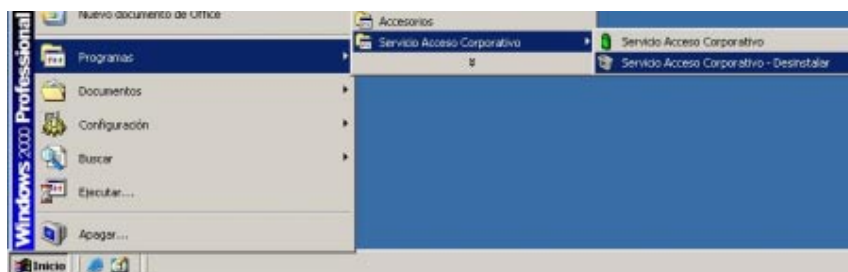 Nuevo documento de Office
Programas
Documentos
Configuración
Buscar
Ejecutar...
Apagar...
Windows 2000 Professional
Inicio
Accesorios
Servicio Acceso Corporativo
Servicio Acceso Corporativo
Servicio Acceso Corporativo - Desinstalar